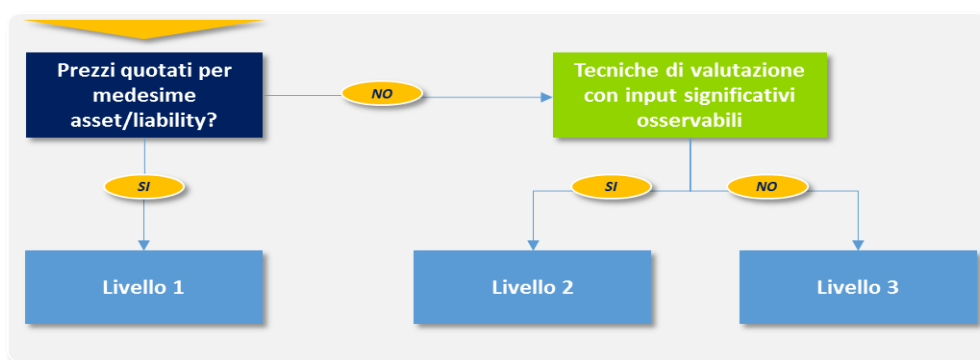 Prezzi quotati per
medesime
asset/liability?
NO
Tecniche di valutazione
con input significativi
osservabili
SI
SI
NO
Livello 1
Livello 2
Livello 3